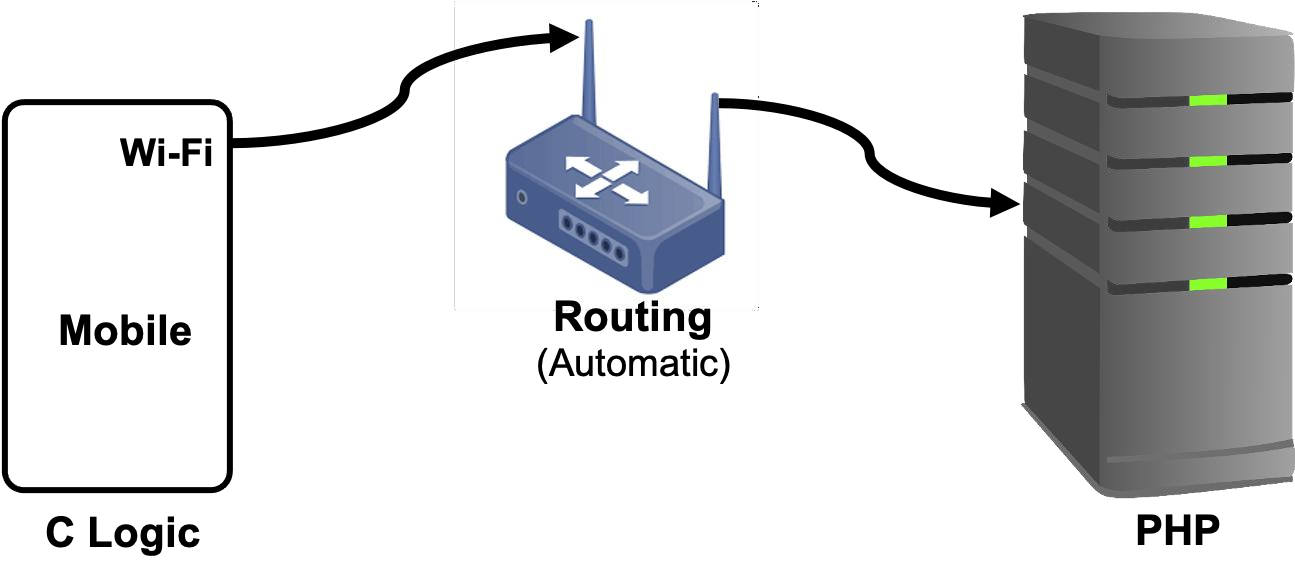 Wi-Fi
Mobile
C Logic
Routing
(Automatic)
PHP